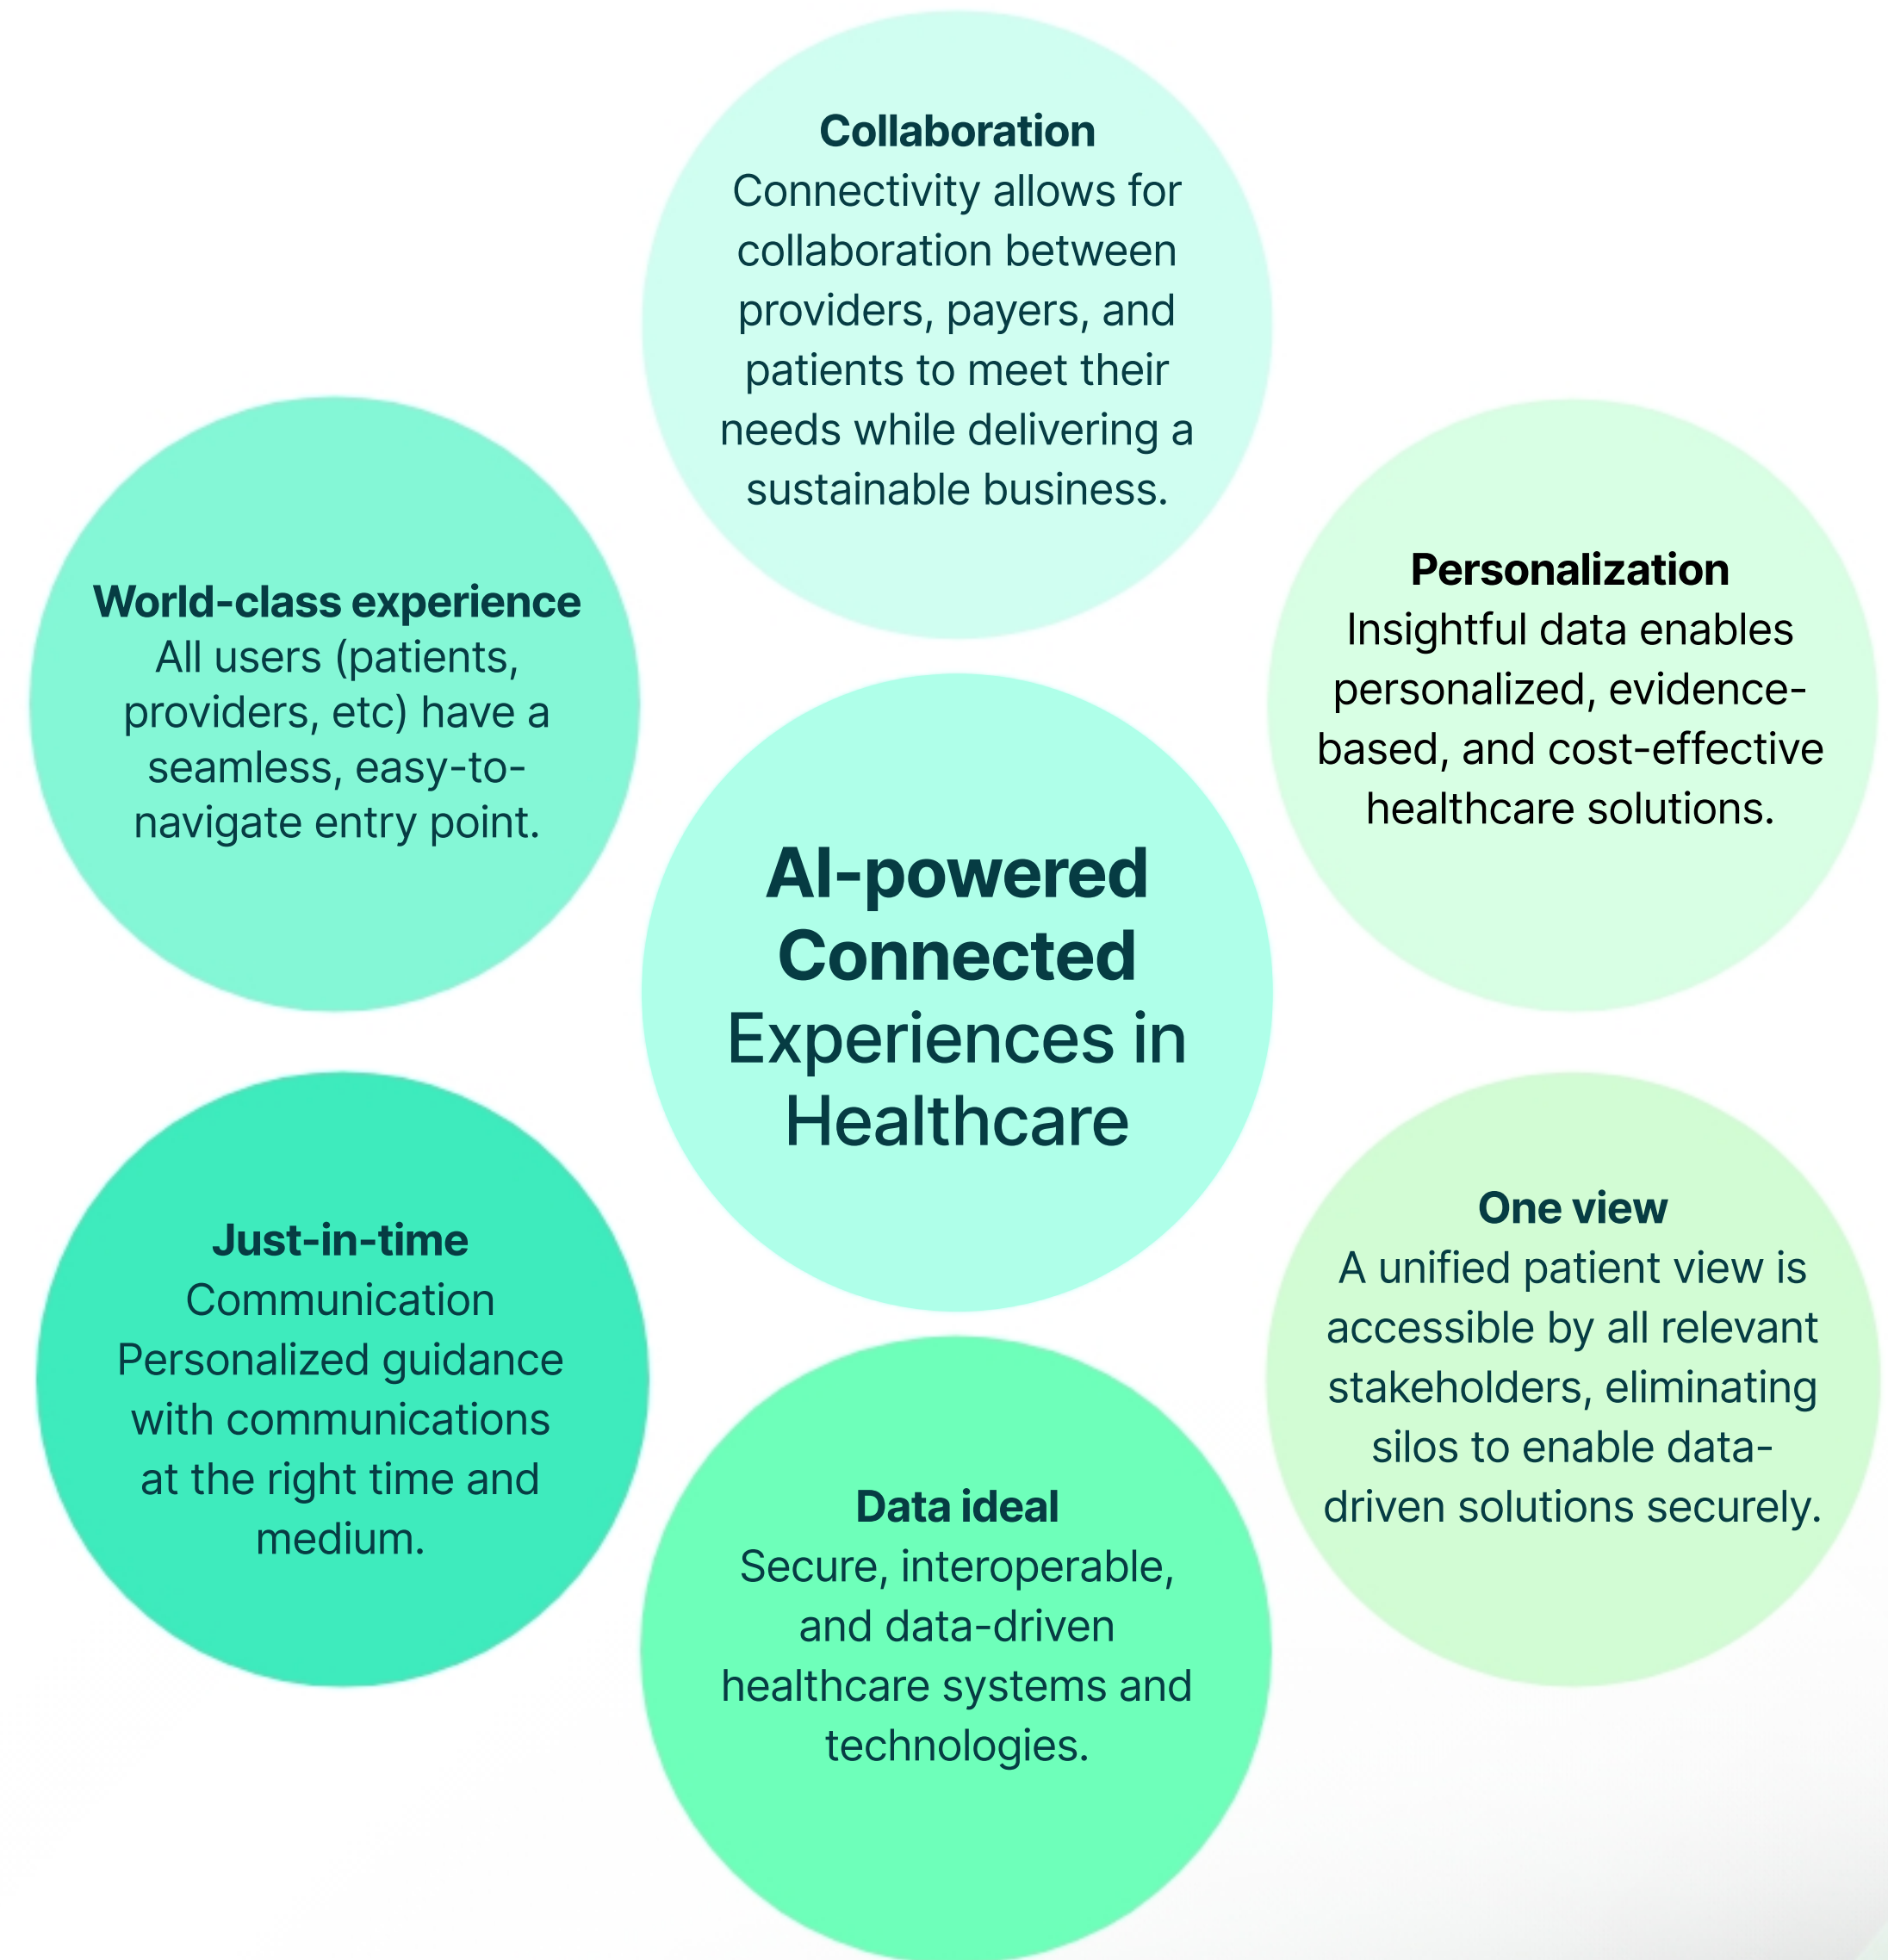 Collaboration
Connectivity allows for
collaboration between
providers, payers, and
patients to meet their
needs while delivering a
sustainable business.
World-class experience
All users (patients,
providers, etc) have a
seamless, easy-to-
navigate entry point.
Personalization
Insightful data enables
personalized, evidence-
based, and cost-effective
healthcare solutions.
AI-powered
Connected
Experiences in
Healthcare
Just-in-time
Communication
Personalized guidance
with communications
at the right time and
medium.
One view
A unified patient view is
accessible by all relevant
stakeholders, eliminating
silos to enable data-
driven solutions securely.
Data ideal
Secure, interoperable,
and data-driven
healthcare systems and
technologies.